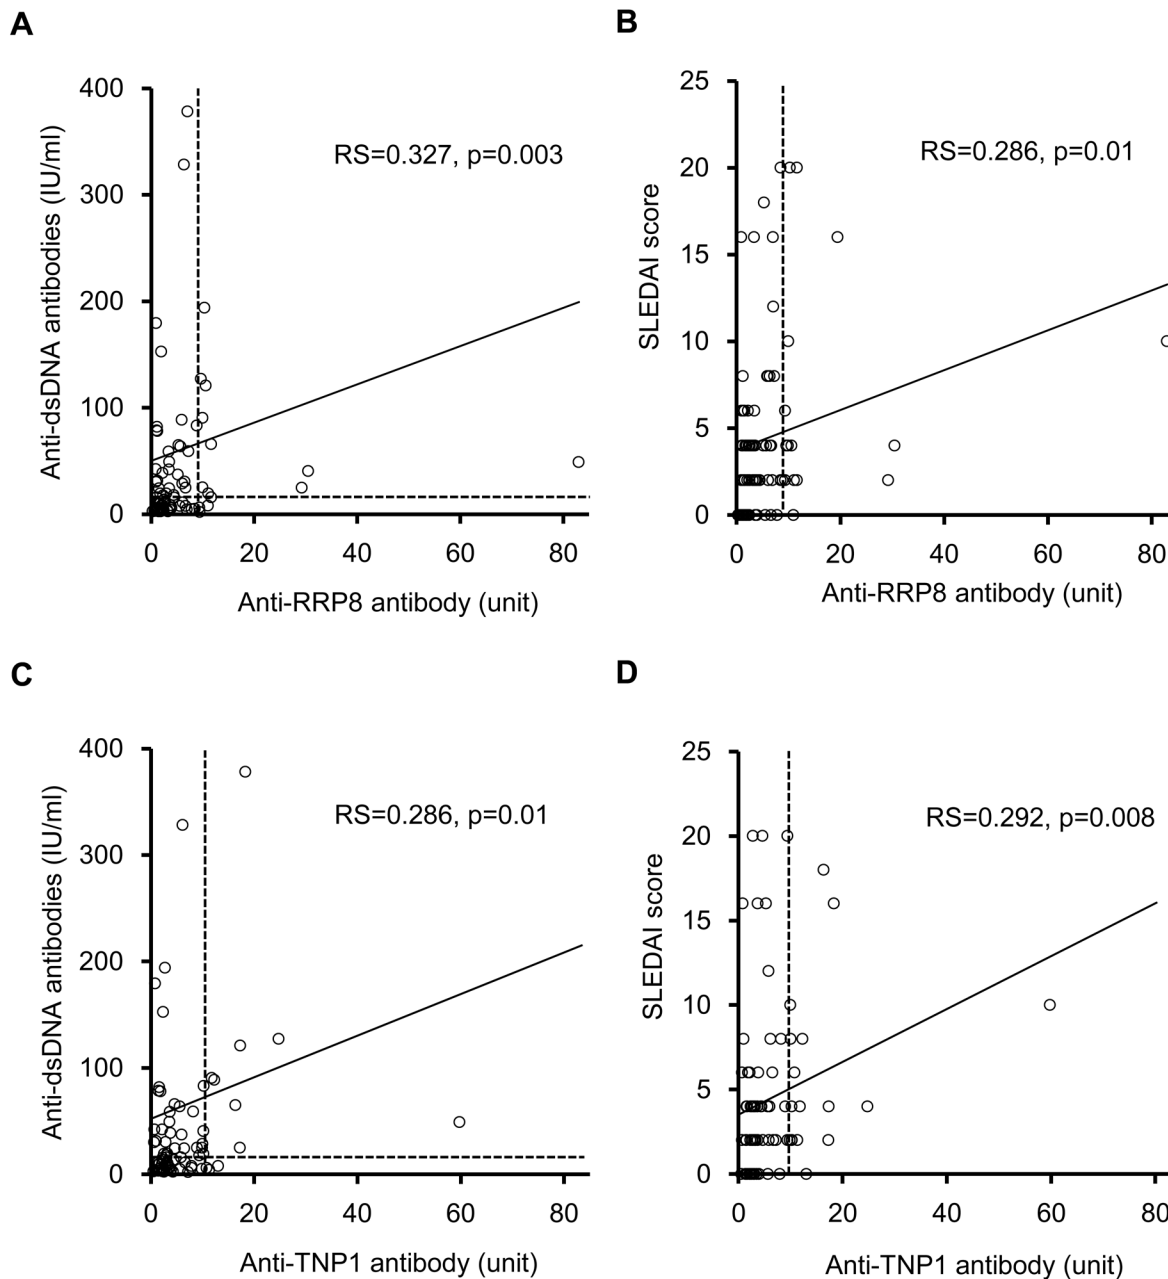 A
Anti-dsDNA antibodies (IU/ml)
400
300
200
100
0
RS=0.327, p=0.003
0 20 40 60 80
Anti-RRP8 antibody (unit)
B
SLEDAI score
25
20
15
10
5
0
RS=0.286, p=0.01
0 20 40 60 80
Anti-RRP8 antibody (unit)
C
Anti-dsDNA antibodies (IU/ml)
400
300
200
100
0
RS=0.286, p=0.01
0 20 40 60 80
Anti-TNP1 antibody (unit)
D
SLEDAI score
25
20
15
10
5
0
RS=0.292, p=0.008
0 20 40 60 80
Anti-TNP1 antibody (unit)